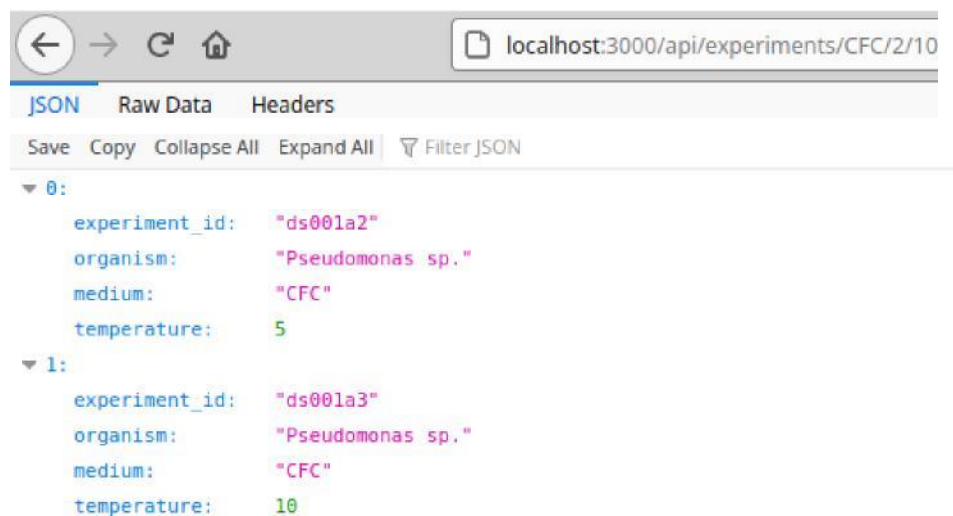 localhost:3000/api/experiments/CFC/2/10
JSON Raw Data Headers
Save Copy Collapse All Expand All Filter JSON
0:
experiment_id: "ds001a2"
organism: "Pseudomonas sp."
medium: "CFC"
temperature: 5
1:
experiment_id: "ds001a3"
organism: "Pseudomonas sp."
medium: "CFC"
temperature: 10